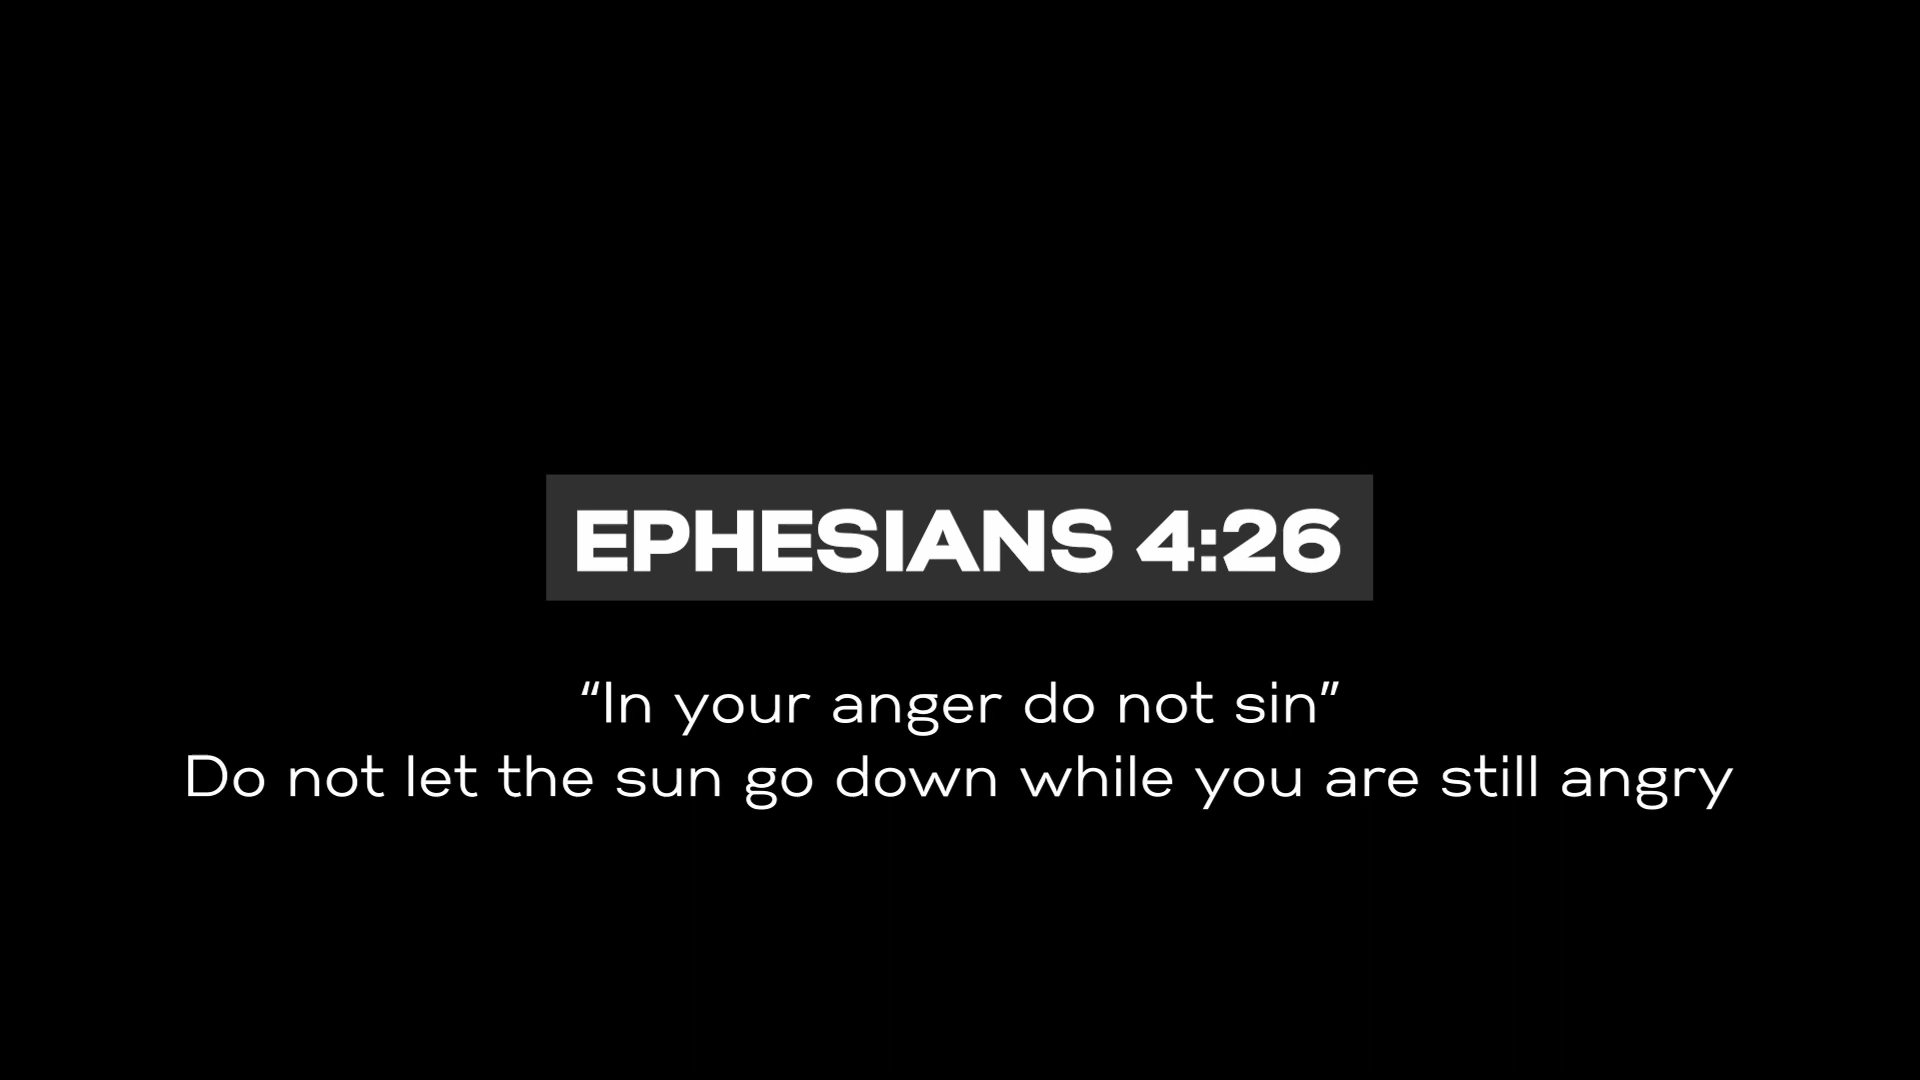 EPHESIANS 4:26
“In your anger do not sin”
Do not let the sun go down while you are still angry